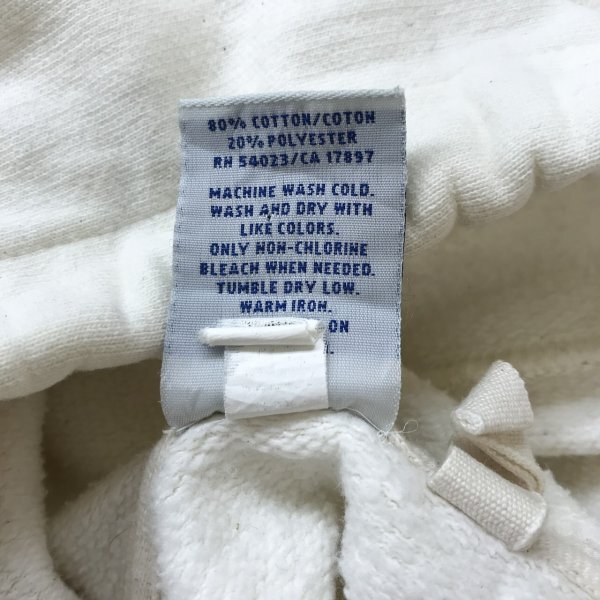 80% COTTON/COTON
20% POLYESTER
RN 54023/CA 17897
MACHINE WASH COLD.
WASH AND DRY WITH
LIKE COLORS.
ONLY NON-CHLORINE
BLEACH WHEN NEEDED.
TUMBLE DRY LOW.
WARM IRON.
ON